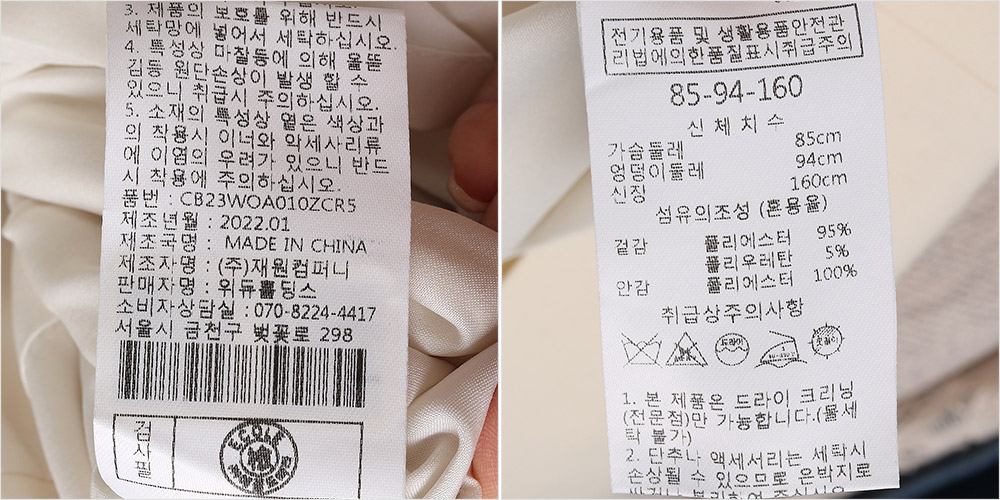 3. 제품의 보호를 위해 반드시
세탁망에 넣어서 세탁하십시오.
4. 특성상 마찰등에 의해 올뜯
김등 원단손상이 발생 할 수
있으니 취급시 주의하십시오.
5. 소재의 특성상 옅은 색상과
의 착용시 이너와 악세사리류
에 이염의 우려가 있으니 반드
시 착용에 주의하십시오.
품번 : CB23WOA010ZCR5
제조년월 : 2022.01
제조국명 : MADE IN CHINA
제조자명 : (주)재원컴퍼니
판매자명 : 위듀홀딩스
소비자상담실 : 070-8224-4417
서울시 금천구 벚꽃로 298
검사필
ECOLE
전기용품 및 생활용품안전관
리법에의한품질표시취급주의
85-94-160
신체치수
가슴둘레 85cm
엉덩이둘레 94cm
신장 160cm
섬유의조성 (혼용율)
겉감 폴리에스터 95%
폴리우레탄 5%
안감 폴리에스터 100%
취급상주의사항
드라이
1. 본 제품은 드라이 크리닝
(전문점)만 가능합니다.(물세
탁 불가)
2. 단추나 액세서리는 세탁시
손상될 수 있으므로 은박지로